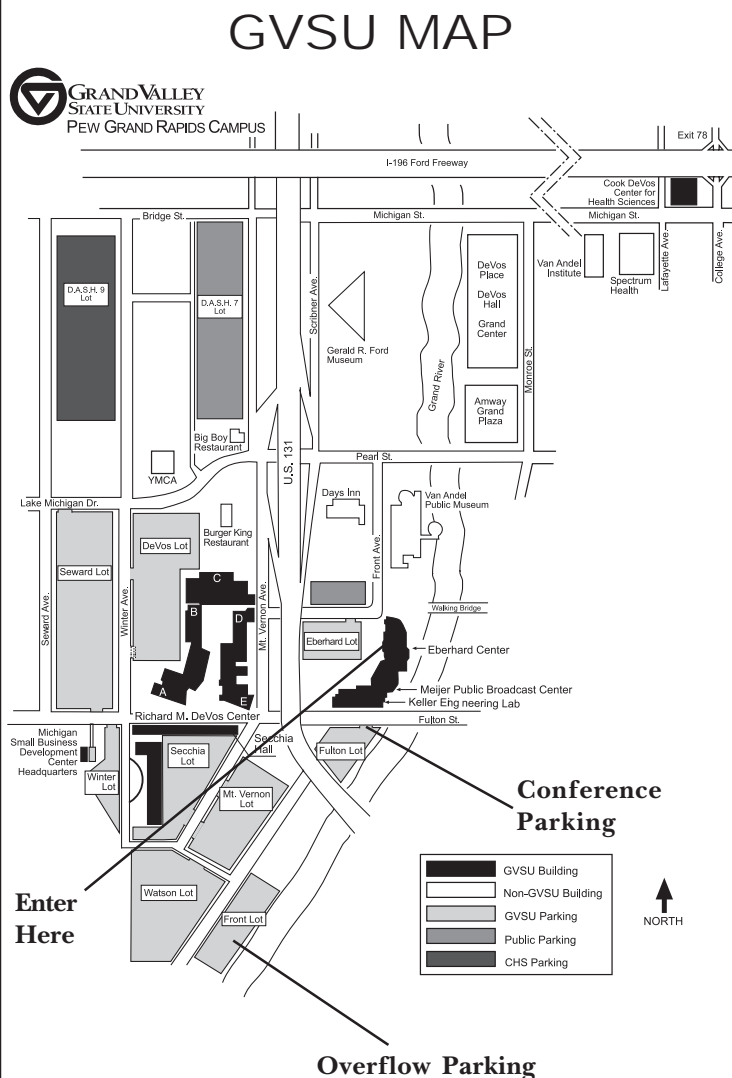 GVSU MAP
GRAND VALLEY
STATE UNIVERSITY
PEW GRAND RAPIDS CAMPUS
Exit 78
I-196 Ford Freeway
Cook DeVos
Center for
Health Sciences
Bridge St.
Michigan St.
Michigan St.
Lafayette Ave.
College Ave.
D.A.S.H. 9
Lot
D.A.S.H. 7
Lot
Scribner Ave.
Gerald R. Ford
Museum
Grand River
DeVos
Place
DeVos
Hall
Grand
Center
Monroe St.
Van Andel
Institute
Spectrum
Health
Amway
Grand
Plaza
Big Boy
Restaurant
YMCA
U.S. 131
Pearl St.
Lake Michigan Dr.
Days Inn
Van Andel
Public Museum
Burger King
Restaurant
DeVos Lot
Seward Lot
Seward Ave.
Winter Ave.
Mt. Vernon Ave.
Front Ave.
C
B
D
A
E
Walking Bridge
Eberhard Lot
Eberhard Center
Meijer Public Broadcast Center
Keller Eigneering Lab
Richard M. DeVos Center
Fulton St.
Michigan
Small Business
Development
Center
Headquarters
Secchia
Lot
Secchia
Hall
Fulton Lot
Winter
Lot
Mt. Vernon
Lot
Conference
Parking
Watson Lot
Front Lot
Enter
Here
GVSU Building
Non-GVSU Building
GVSU Parking
Public Parking
CHS Parking
NORTH
Overflow Parking